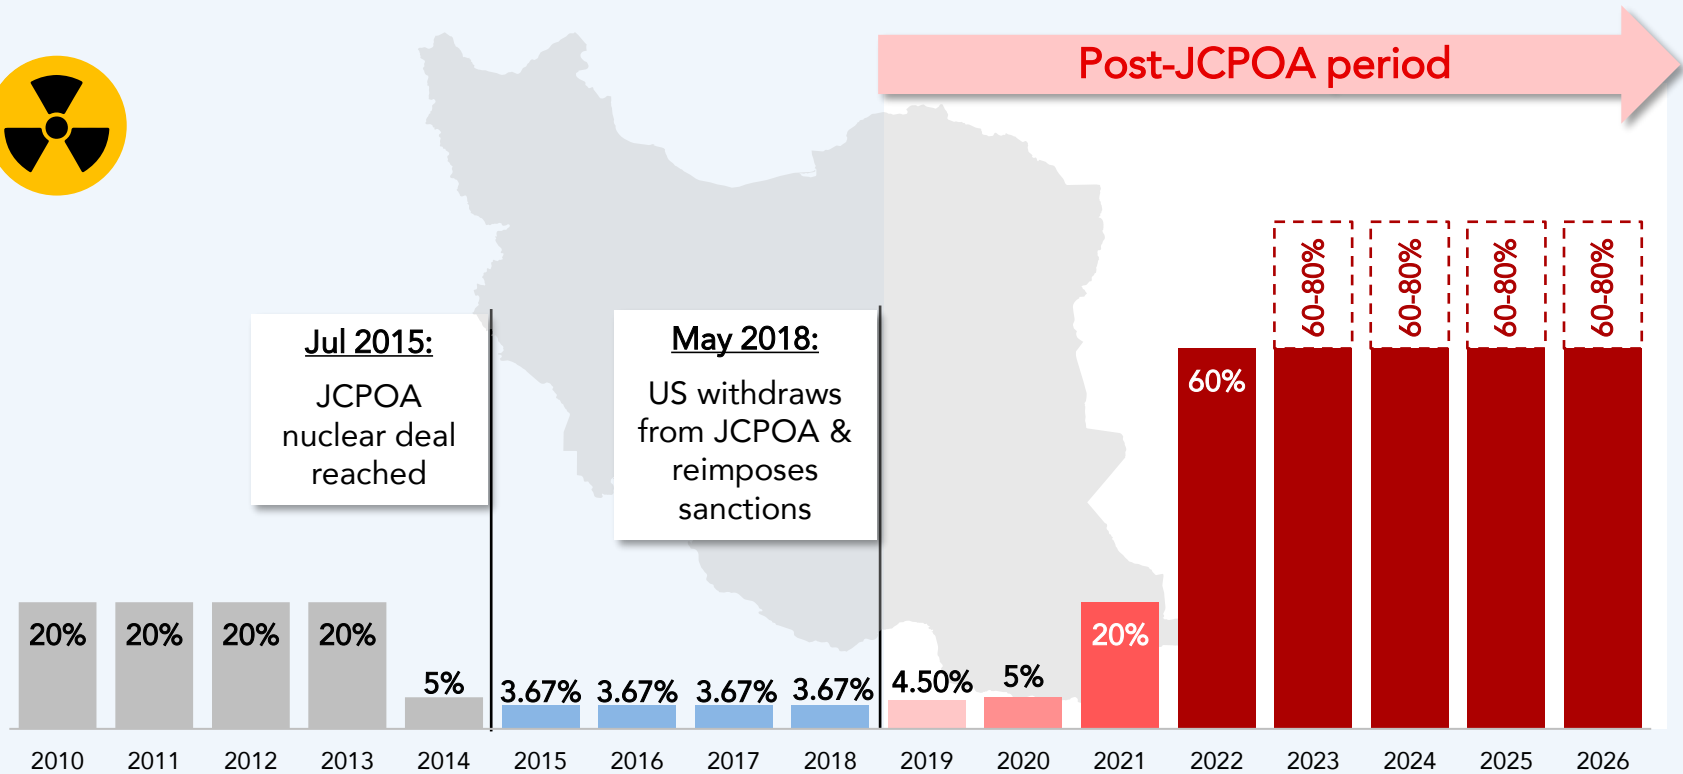 Post-JCPOA period
Jul 2015:
JCPOA
nuclear deal
reached
May 2018:
US withdraws
from JCPOA &
reimposes
sanctions
20% 20% 20% 20% 5% 3.67% 3.67% 3.67% 3.67% 4.50% 5% 20% 60% 60-80% 60-80% 60-80% 60-80%
2010 2011 2012 2013 2014 2015 2016 2017 2018 2019 2020 2021 2022 2023 2024 2025 2026